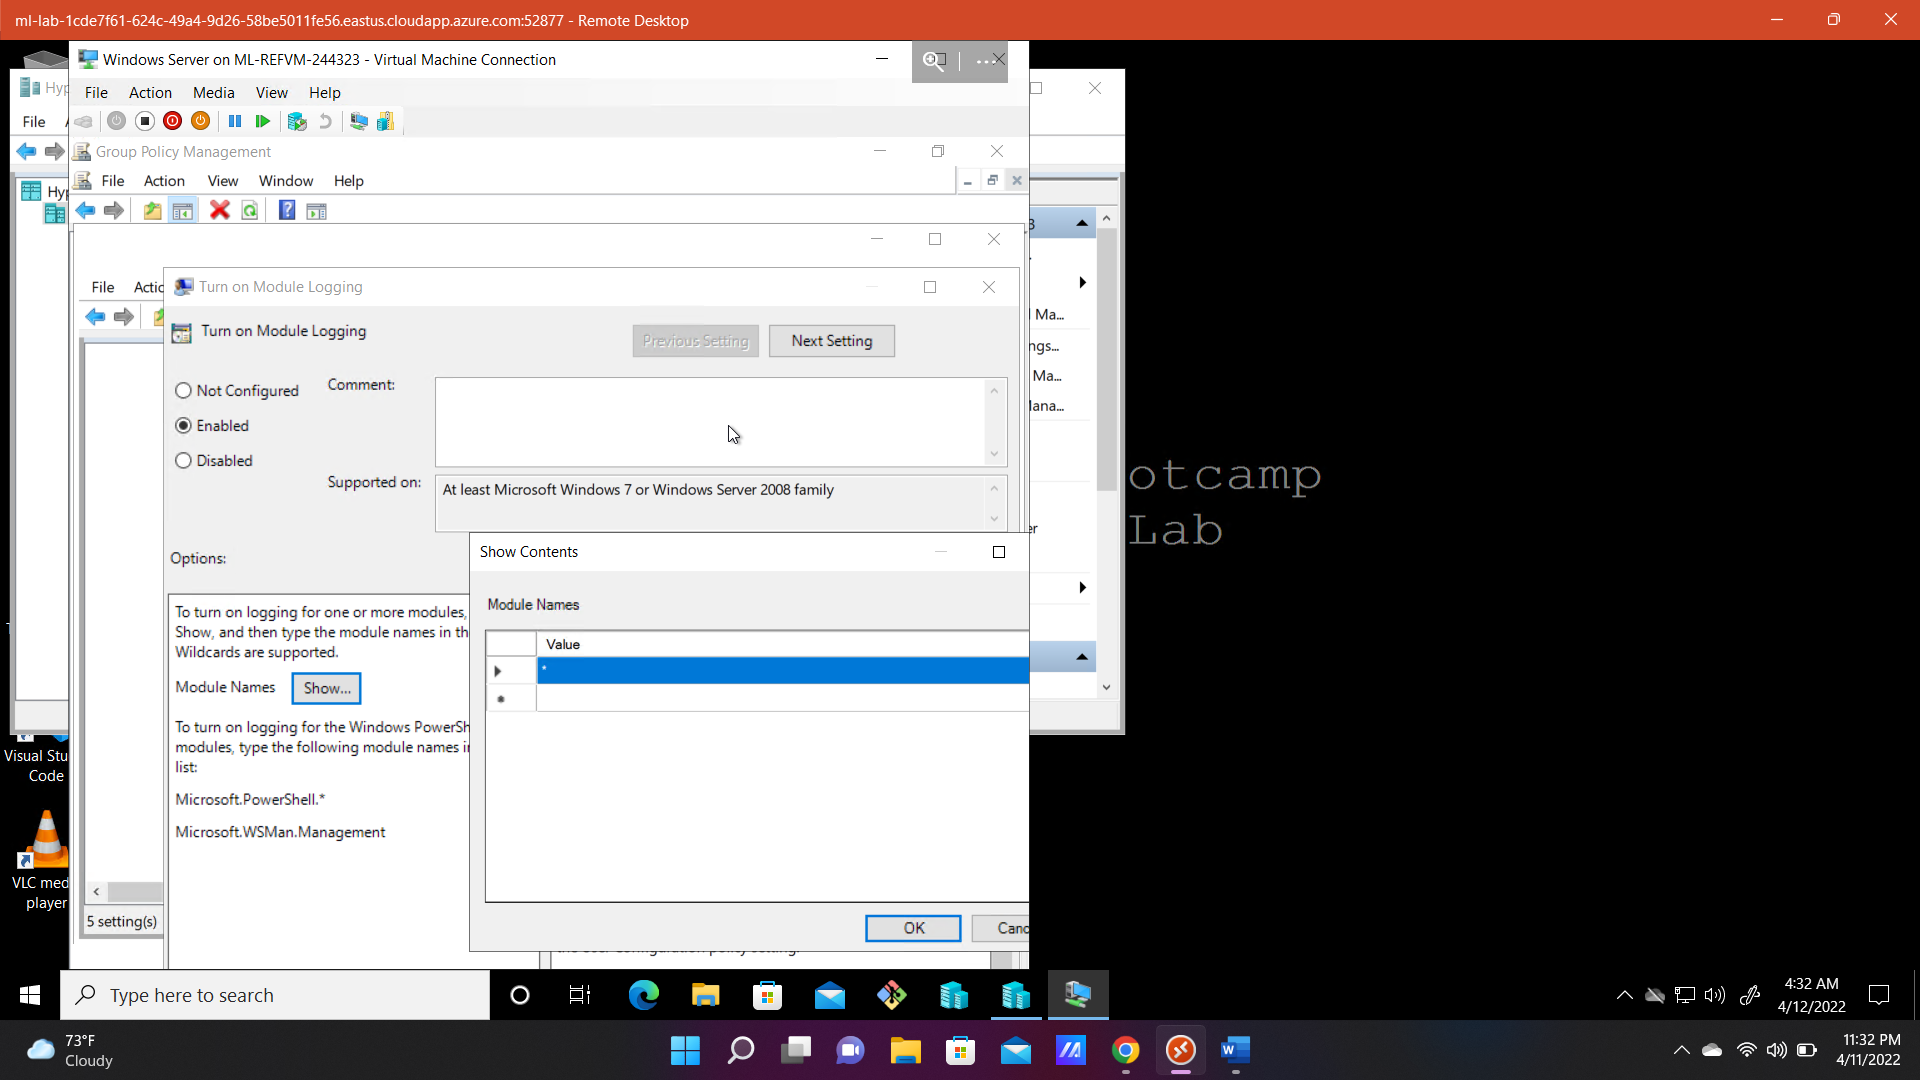 ml-lab-1cde7f61-624c-49a4-9d26-58be5011fe56.eastus.cloudapp.azure.com:52877 - Remote Desktop
Windows Server on ML-REFVM-244323 - Virtual Machine Connection
Hyp
File Action Media View Help
File
Group Policy Management
File Action View Window Help
Hyp
File Actic
Turn on Module Logging
Turn on Module Logging
Previous Setting
Next Setting
Not Configured
Comment:
Enabled
Disabled
Supported on:
At least Microsoft Windows 7 or Windows Server 2008 family
Options:
Show Contents
To turn on logging for one or more modules,
Show, and then type the module names in th
Wildcards are supported.
Module Names
Show...
To turn on logging for the Windows PowerSh
modules, type the following module names in
list:
Microsoft.PowerShell.*
Microsoft.WSMan.Management
Module Names
Value
*
OK
Canc
5 setting(s)
Ma...
ngs...
Ma...
lana...
er
otcamp
Lab
Visual Stu
Code
VLC med
player
Type here to search
4:32 AM
4/12/2022
73°F
Cloudy
11:32 PM
4/11/2022